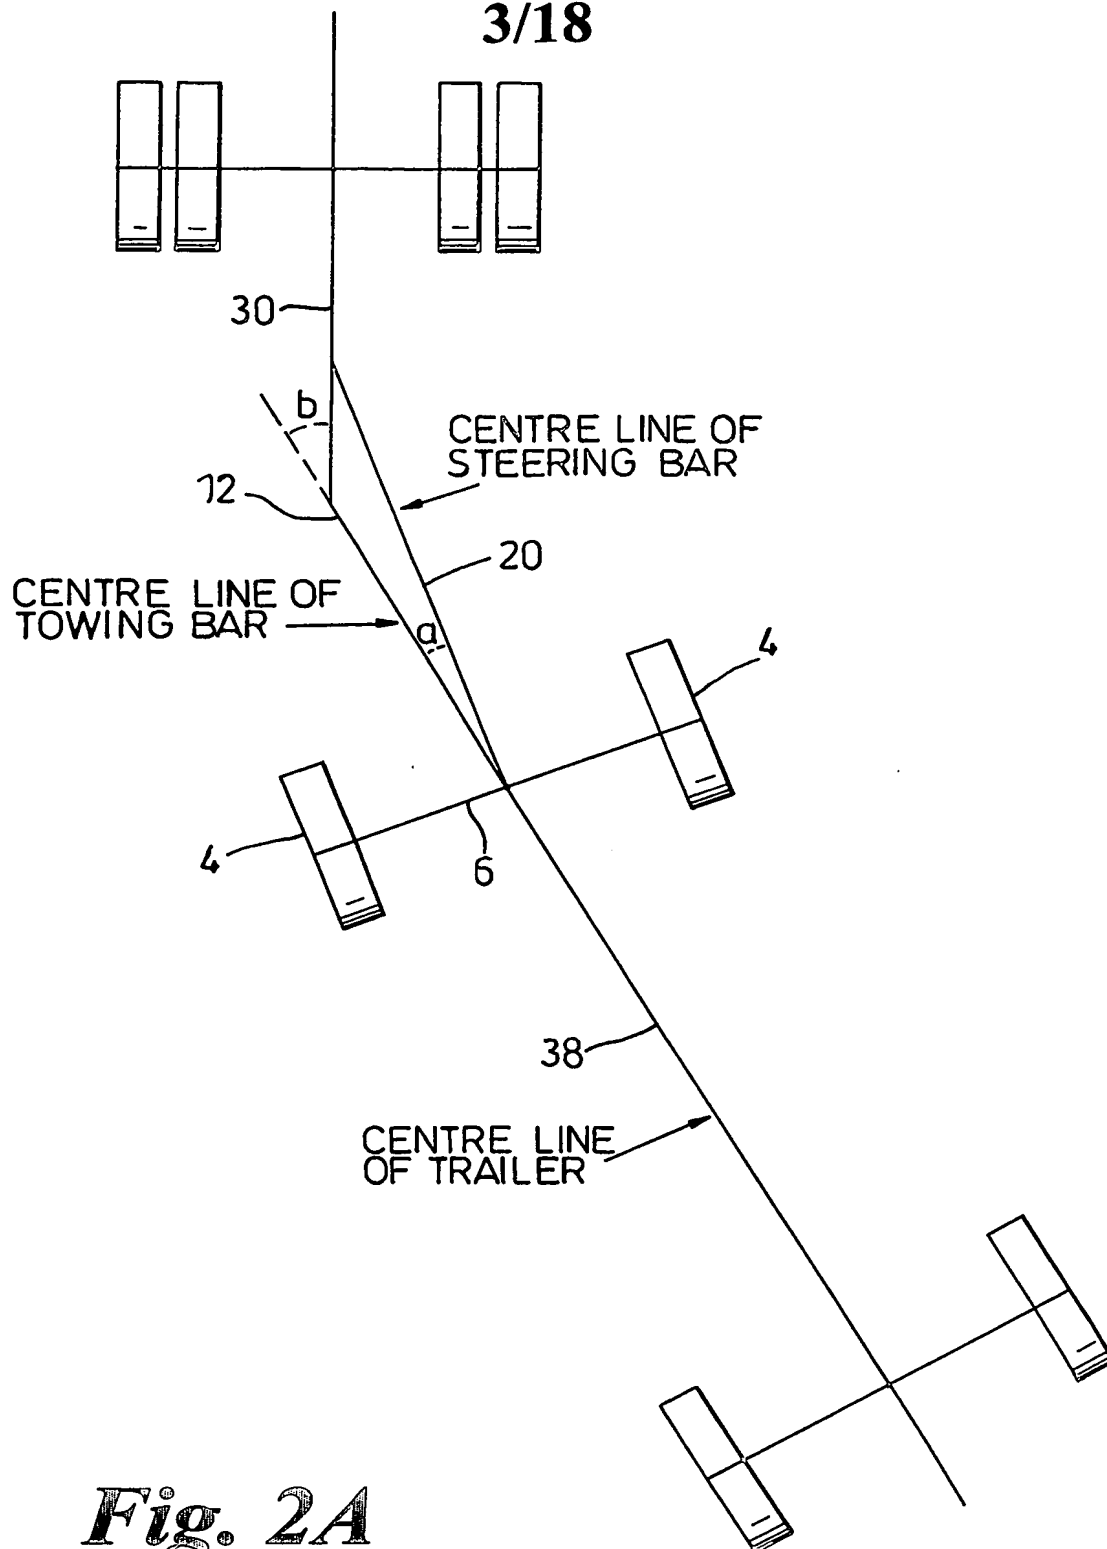 3/18
30
b
CENTRE LINE OF
STEERING BAR
12
20
CENTRE LINE OF
TOWING BAR
a
4
4
6
38
CENTRE LINE
OF TRAILER
Fig. 2A